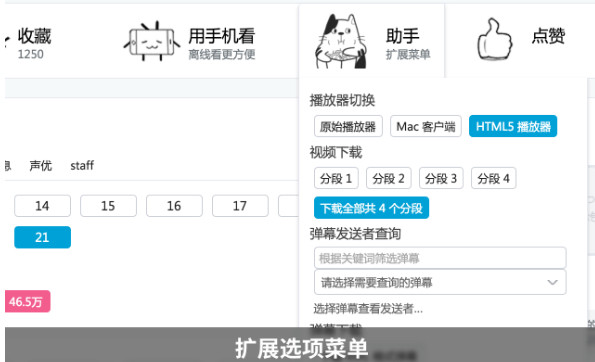 收藏
1250
用手机看
离线看更方便
助手
扩展菜单
点赞
播放器切换
原始播放器 Mac 客户端 HTML5 播放器
视频下载
分段 1 分段 2 分段 3 分段 4
下载全部共 4 个分段
弹幕发送者查询
根据关键词筛选弹幕
请选择需要查询的弹幕
选择弹幕查看发送者...
弹幕下载
声优 staff
14 15 16 17
21
46.5万
扩展选项菜单